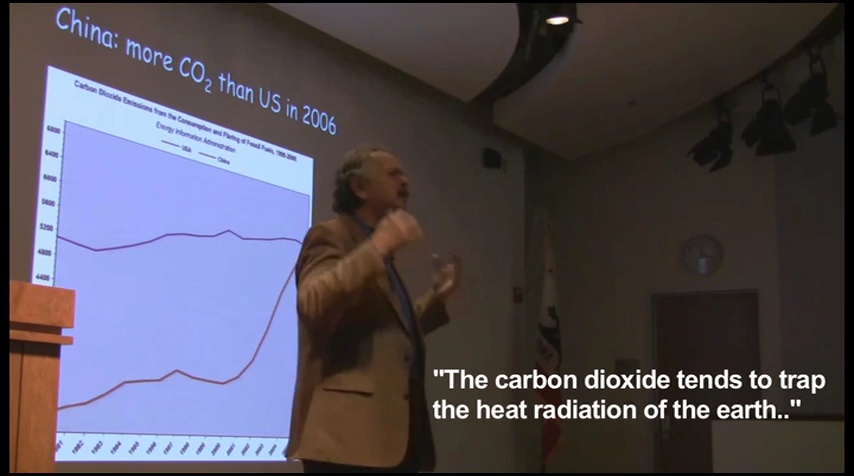 China: more CO₂ than US in 2006
Carbon Dioxide Emissions from the Consumption and Flaring of Fossil Fuels,
Energy Information Administration
USA China
6800
6400
6000
5200
4800
4400
"The carbon dioxide tends to trap
the heat radiation of the earth.."